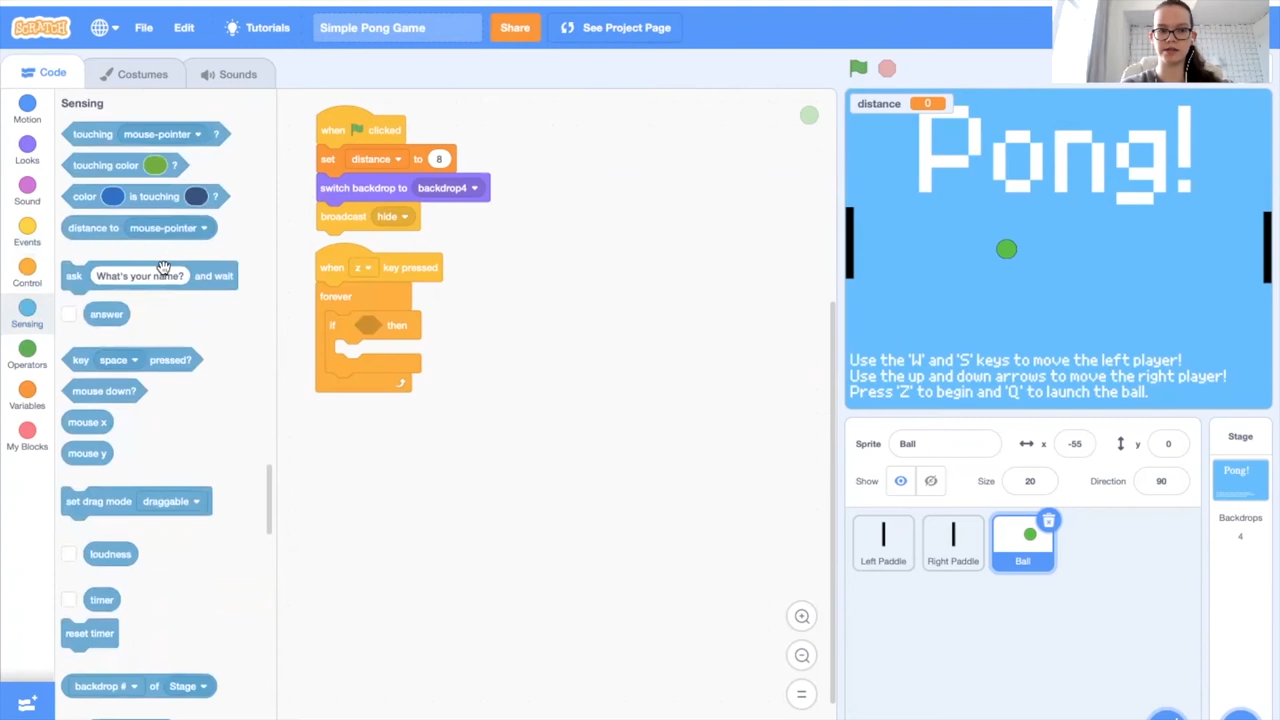 SCRATCH
File
Edit
Tutorials
Simple Pong Game
Share
See Project Page
Code
Costumes
Sounds
Motion
Looks
Sound
Events
Control
Sensing
Operators
Variables
My Blocks
Sensing
touching mouse-pointer ?
touching color ?
color is touching ?
distance to mouse-pointer
ask What's your name? and wait
answer
key space pressed?
mouse down?
mouse x
mouse y
set drag mode draggable
loudness
timer
reset timer
backdrop # of Stage
when clicked
set distance to 8
switch backdrop to backdrop4
broadcast hide
when z key pressed
forever
if then
distance 0
Pong!
Use the 'W' and 'S' keys to move the left player!
Use the up and down arrows to move the right player!
Press 'Z' to begin and 'Q' to launch the ball.
Sprite Ball x -55 y 0
Show Size 20 Direction 90
Left Paddle
Right Paddle
Ball
Stage
Pong!
Backdrops
4